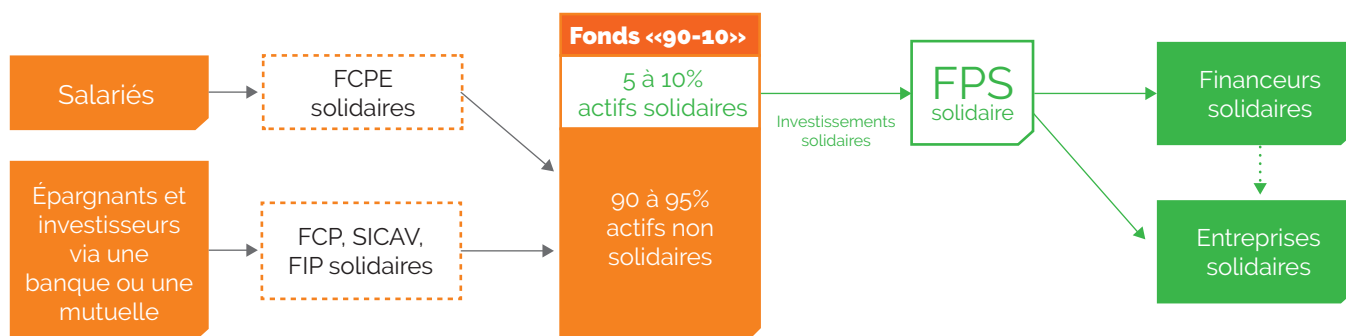 Salariés
Épargnants et
investisseurs
via une
banque ou une
mutuelle
FCPE
solidaires
FCP, SICAV,
FIP solidaires
Fonds «90-10»
5 à 10%
actifs solidaires
90 à 95%
actifs non
solidaires
Investissements
solidaires
FPS
solidaire
Financeurs
solidaires
Entreprises
solidaires